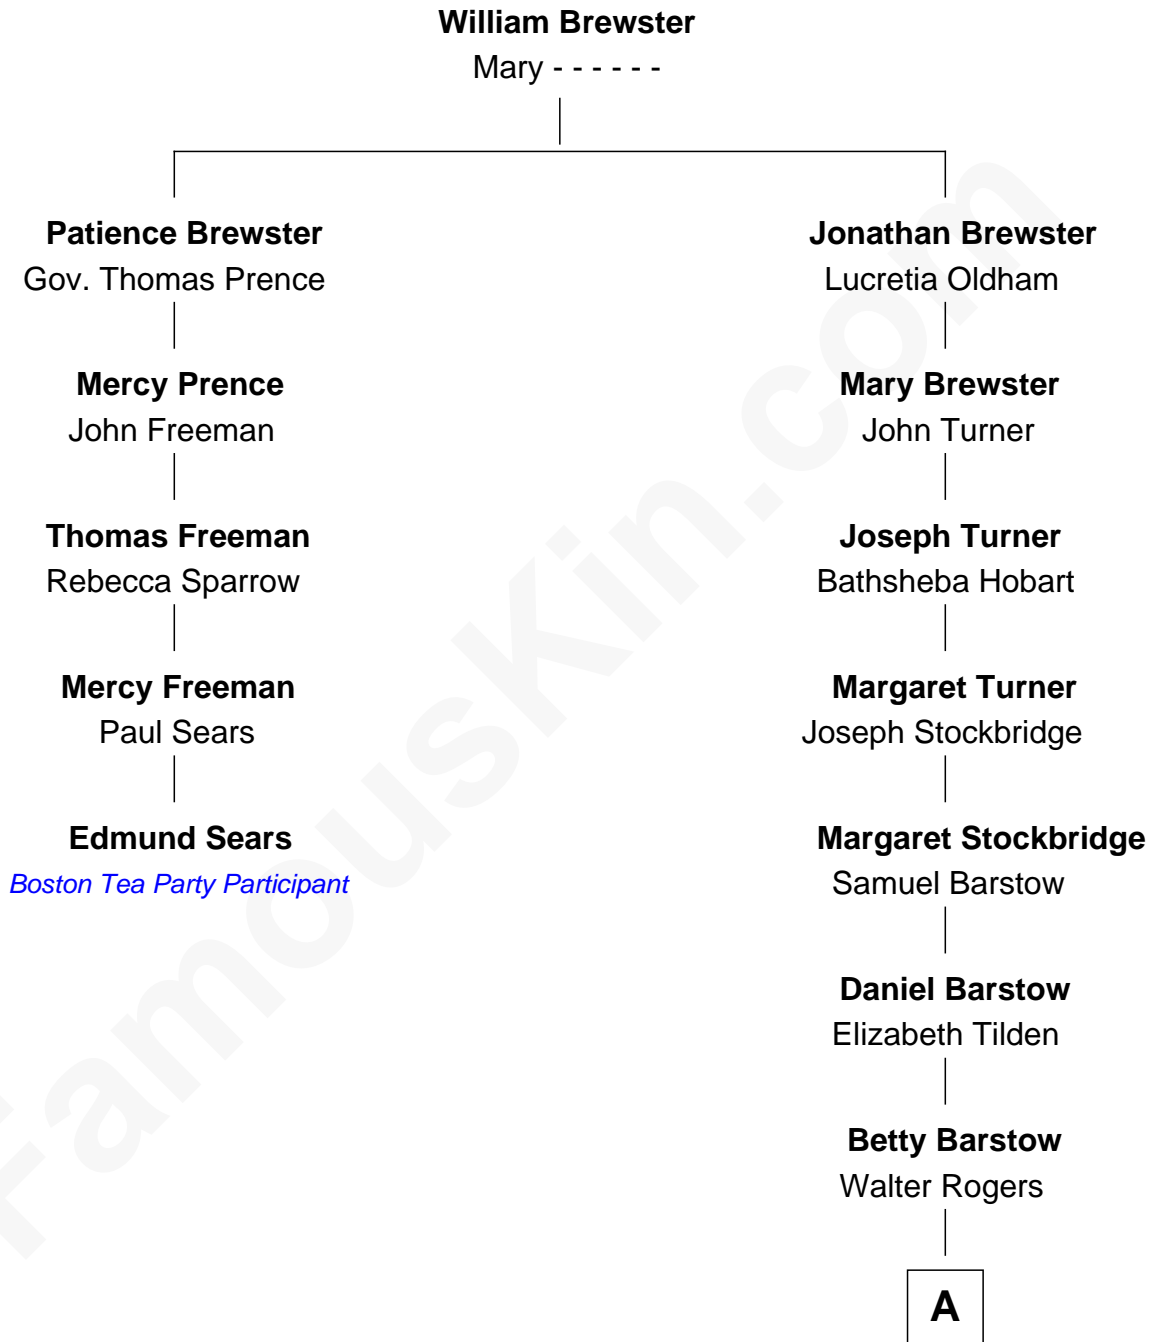 William Brewster
Mary - - - - - -
Patience Brewster
Gov. Thomas Prence
Jonathan Brewster
Lucretia Oldham
Mercy Prence
John Freeman
Mary Brewster
John Turner
Thomas Freeman
Rebecca Sparrow
Joseph Turner
Bathsheba Hobart
Mercy Freeman
Paul Sears
Margaret Turner
Joseph Stockbridge
Edmund Sears
Boston Tea Party Participant
Margaret Stockbridge
Samuel Barstow
Daniel Barstow
Elizabeth Tilden
Betty Barstow
Walter Rogers
A
FamousKin.com